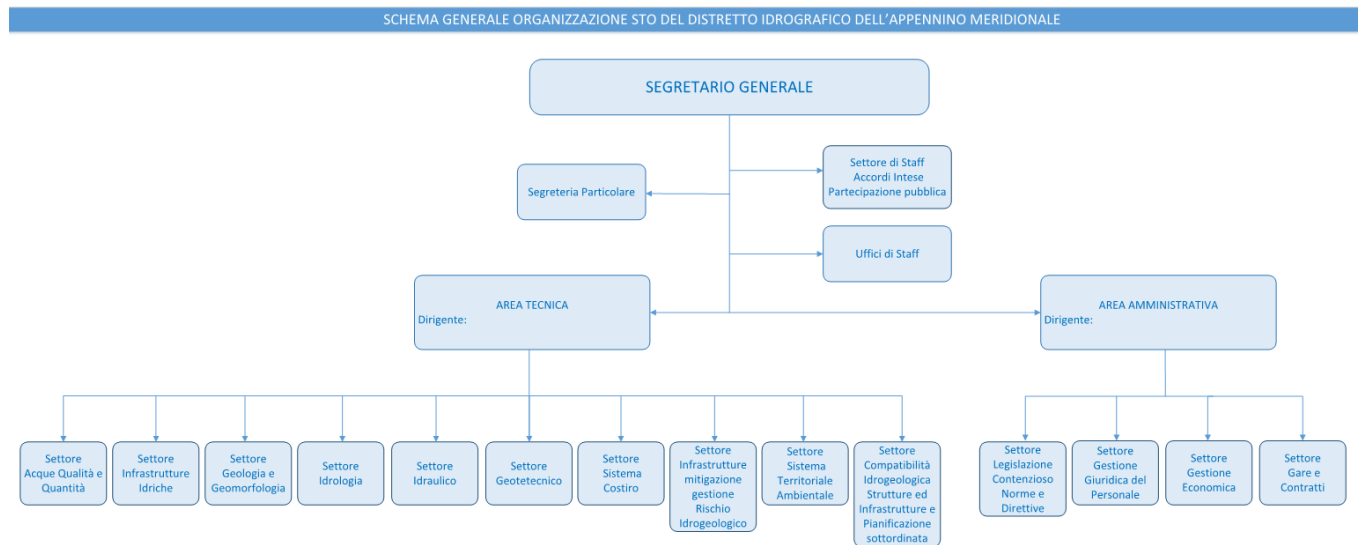 SCHEMA GENERALE ORGANIZZAZIONE STO DEL DISTRETTO IDROGRAFICO DELL'APPENNINO MERIDIONALE
SEGRETARIO GENERALE
Settore di Staff
Accordi Intese
Partecipazione pubblica
Segreteria Particolare
Uffici di Staff
AREA TECNICA
Dirigente:
AREA AMMINISTRATIVA
Dirigente:
Settore
Acque Qualità e
Quantità
Settore
Infrastrutture
Idriche
Settore
Geologia e
Geomorfologia
Settore
Idrologia
Settore
Idraulico
Settore
Geotetecnico
Settore
Sistema
Costiro
Settore
Infrastrutture
mitigazione
gestione
Rischio
Idrogeologico
Settore
Sistema
Territoriale
Ambientale
Settore
Compatibilità
Idrogeologica
Strutture ed
Infrastrutture e
Pianificazione
sottordinata
Settore
Legislazione
Contenzioso
Norme e
Direttive
Settore
Gestione
Giuridica del
Personale
Settore
Gestione
Economica
Settore
Gare e
Contratti